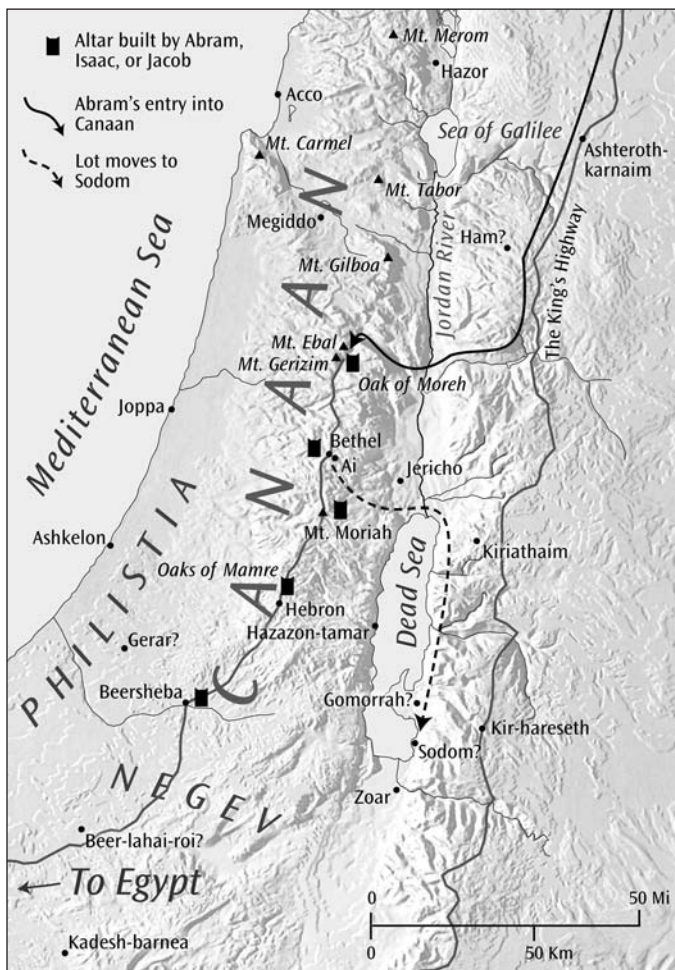 Altar built by Abram,
Isaac, or Jacob
Abram's entry into
Canaan
Lot moves to
Sodom
Mt. Merom
Hazor
Acco
Sea of Galilee
Mt. Carmel
Ashteroth-
karnaim
Mt. Tabor
Megiddo
Ham?
Mt. Gilboa
Jordan River
The King's Highway
Mediterranean Sea
CANAAN
Mt. Ebal
Mt. Gerizim
Oak of Moreh
Joppa
Bethel
Ai
Jericho
Mt. Moriah
Ashkelon
PHILISTIA
Kiriathaim
Oaks of Mamre
Hebron
Dead Sea
Hazazon-tamar
Gerar?
Beersheba
Gomorrah?
Kir-hareseth
Sodom?
NEGEV
Zoar
Beer-lahai-roi?
To Egypt
Kadesh-barnea
0 50 Mi
0 50 Km